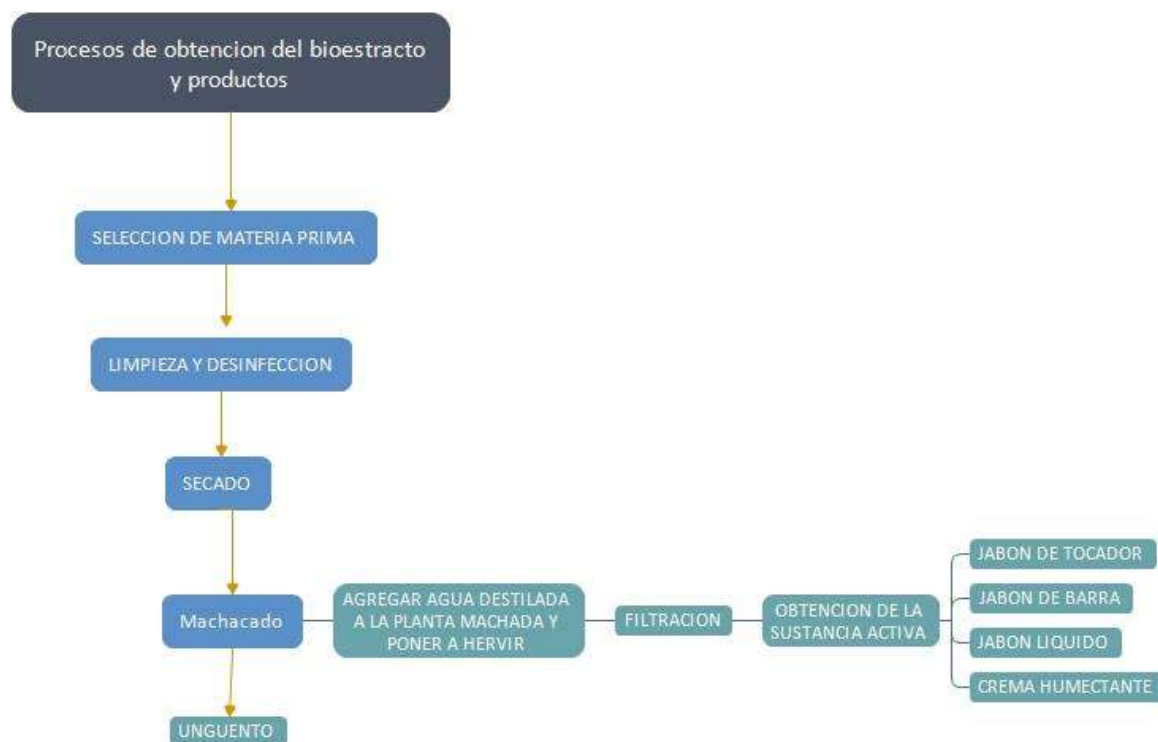 Procesos de obtencion del bioestracto
y productos
SELECCION DE MATERIA PRIMA
LIMPIEZA Y DESINFECCION
SECADO
Machacado
AGREGAR AGUA DESTILADA
A LA PLANTA MACHADA Y
PONER A HERVIR
FILTRACION
OBTENCION DE LA
SUSTANCIA ACTIVA
JABON DE TOCADOR
JABON DE BARRA
JABON LIQUIDO
CREMA HUMECTANTE
UNGUENTO